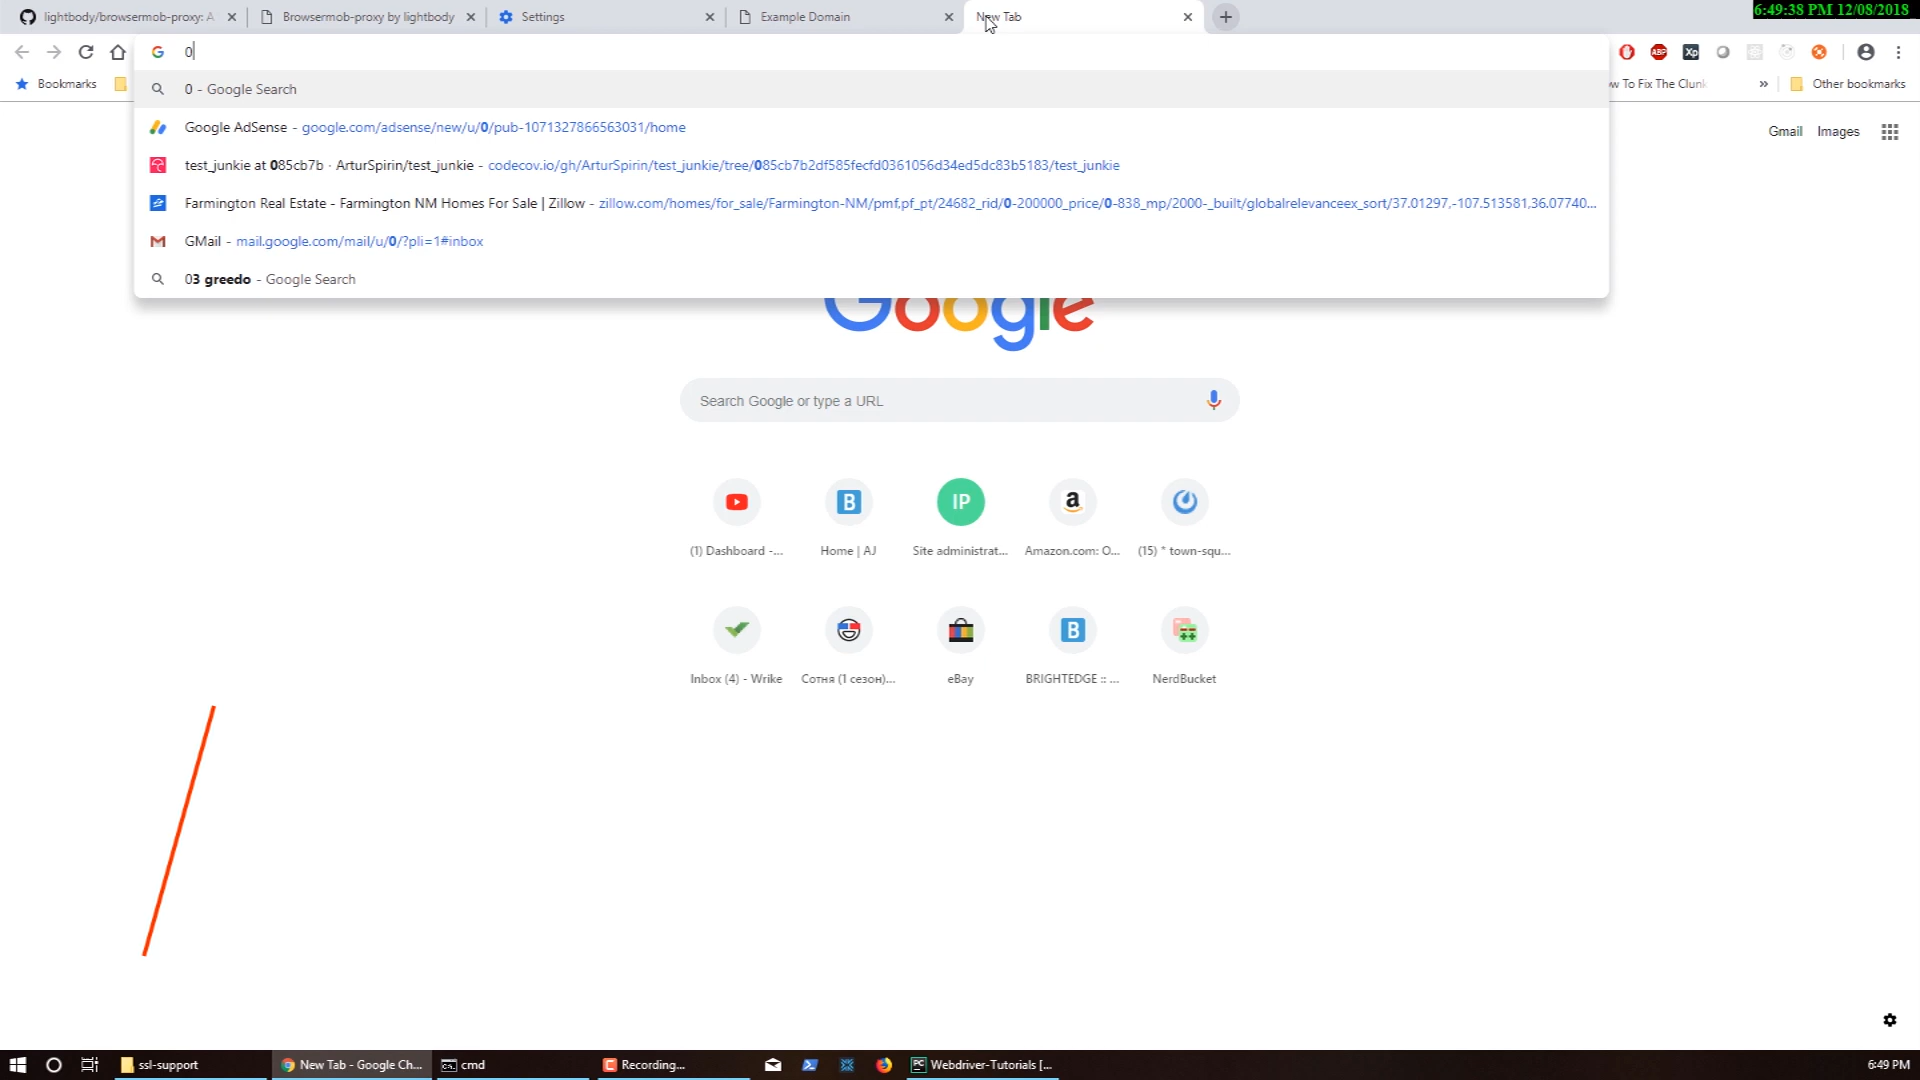 lightbody/browsermob-proxy: A
Browsermob-proxy by lightbody
Settings
Example Domain
New Tab
6:49:38 PM 12/08/2018
0
ABP
Xp
Bookmarks
w To Fix The Clunk
»
Other bookmarks
0 - Google Search
Google AdSense - google.com/adsense/new/u/0/pub-1071327866563031/home
test_junkie at 085cb7b · ArturSpirin/test_junkie - codecov.io/gh/ArturSpirin/test_junkie/tree/085cb7b2df585fecfd0361056d34ed5dc83b5183/test_junkie
Farmington Real Estate - Farmington NM Homes For Sale | Zillow - zillow.com/homes/for_sale/Farmington-NM/pmf,pf_pt/24682_rid/0-200000_price/0-838_mp/2000-_built/globalrelevanceex_sort/37.01297,-107.513581,36.07740...
GMail - mail.google.com/mail/u/0/?pli=1#inbox
03 greedo - Google Search
Gmail Images
Google
Search Google or type a URL
B
IP
a
(1) Dashboard -...
Home | AJ
Site administrat...
Amazon.com: O...
(15) * town-squ...
B
Inbox (4) - Wrike
Сотня (1 сезон)...
eBay
BRIGHTEDGE :: ...
NerdBucket
ssl-support
New Tab - Google Ch...
cmd
Recording...
Webdriver-Tutorials [...
6:49 PM